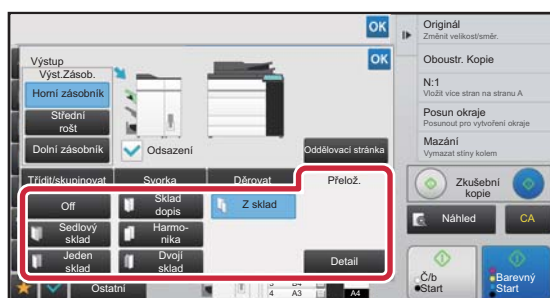 OK
OK
Výstup
Výst.Zásob.
Horní zásobník
Střední
rošt
Dolní zásobník
Odsazení
Oddělovací stránka
Třídit/skupinovat
Svorka
Děrovat
Přelož.
Off
Sklad
dopis
Z sklad
Sedlový
sklad
Harmo-
nika
Jeden
sklad
Dvojí
sklad
Detail
Ostatní
4 A3
A4
Originál
Změnit velikost/směr.
Oboustr. Kopie
N:1
Vložit více stran na stranu A
Posun okraje
Posunout pro vytvoření okraje
Mazání
Vymazat stíny kolem
Zkušební
kopie
Náhled
CA
Č/b
Start
Barevný
Start